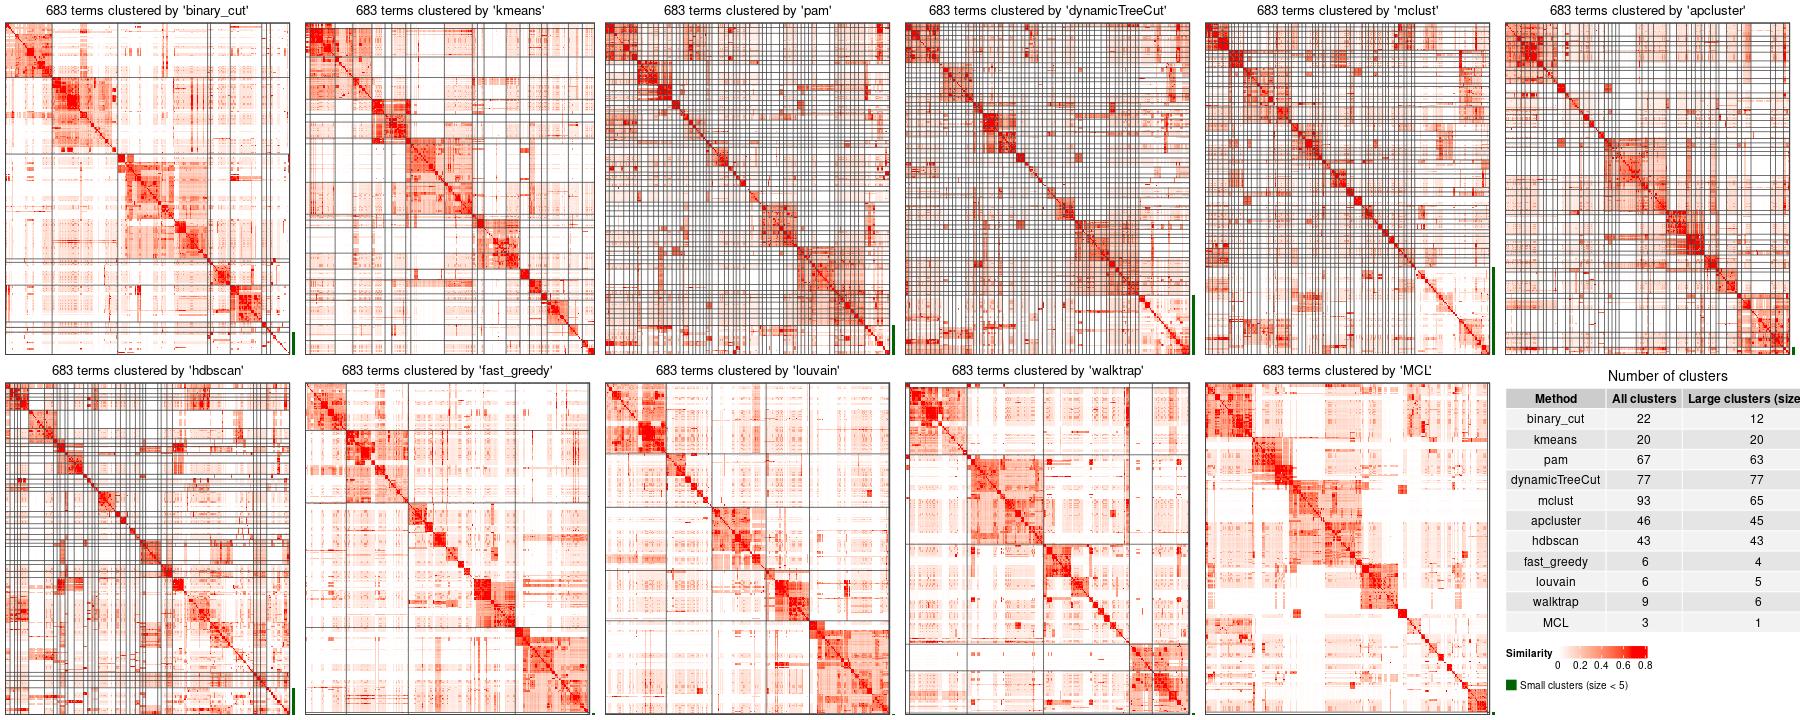 683 terms clustered by 'binary_cut'
683 terms clustered by 'kmeans'
683 terms clustered by 'pam'
683 terms clustered by 'dynamicTreeCut'
683 terms clustered by 'mclust'
683 terms clustered by 'apcluster'
683 terms clustered by 'hdbscan'
683 terms clustered by 'fast_greedy'
683 terms clustered by 'louvain'
683 terms clustered by 'walktrap'
683 terms clustered by 'MCL'
Number of clusters
Method All clusters Large clusters (size
binary_cut 22 12
kmeans 20 20
pam 67 63
dynamicTreeCut 77 77
mclust 93 65
apcluster 46 45
hdbscan 43 43
fast_greedy 6 4
louvain 6 5
walktrap 9 6
MCL 3 1
Similarity
0 0.2 0.4 0.6 0.8
Small clusters (size < 5)